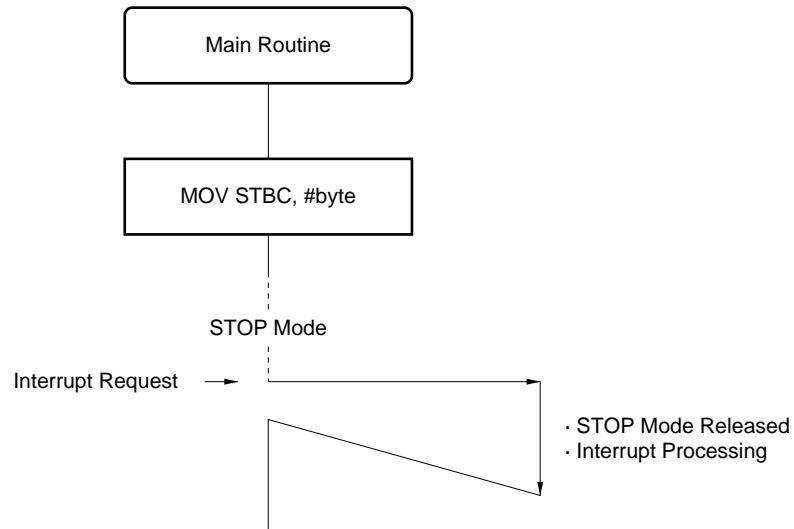 Main Routine
MOV STBC, #byte
STOP Mode
Interrupt Request
· STOP Mode Released
· Interrupt Processing